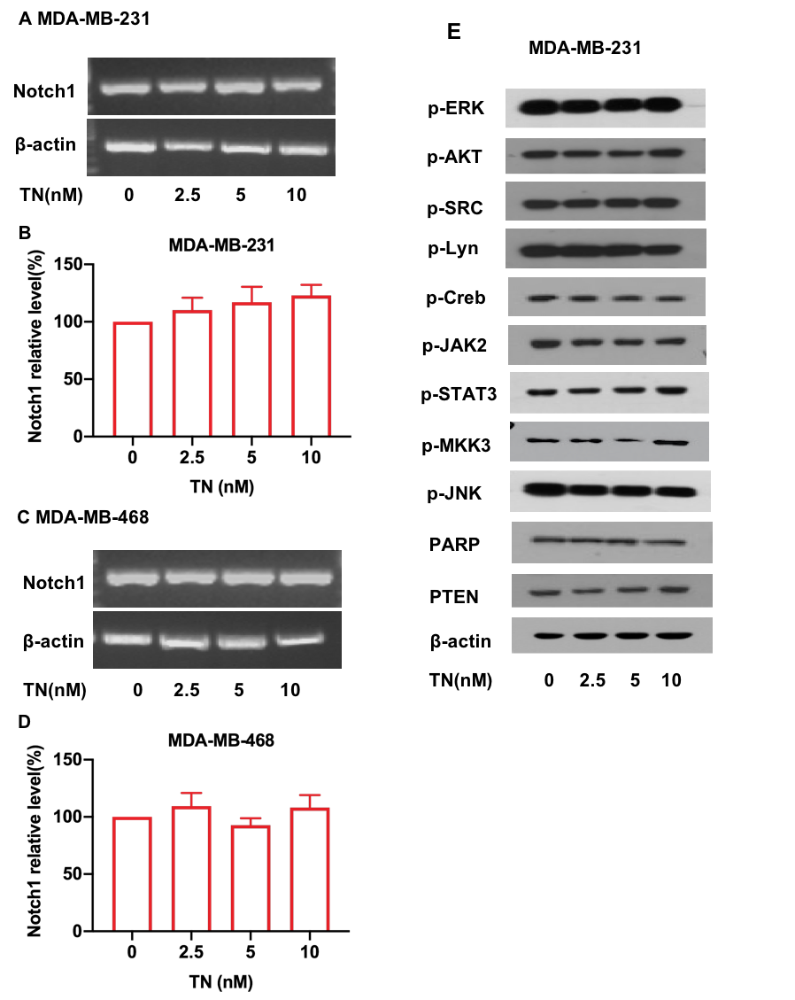 A MDA-MB-231
Notch1
β-actin
TN(nM) 0 2.5 5 10
B
MDA-MB-231
Notch1 relative level(%)
150
100
50
0
0 2.5 5 10
TN (nM)
C MDA-MB-468
Notch1
β-actin
TN(nM) 0 2.5 5 10
D
MDA-MB-468
Notch1 relative level(%)
150
100
50
0
0 2.5 5 10
TN (nM)
E
MDA-MB-231
p-ERK
p-AKT
p-SRC
p-Lyn
p-Creb
p-JAK2
p-STAT3
p-MKK3
p-JNK
PARP
PTEN
β-actin
TN(nM) 0 2.5 5 10